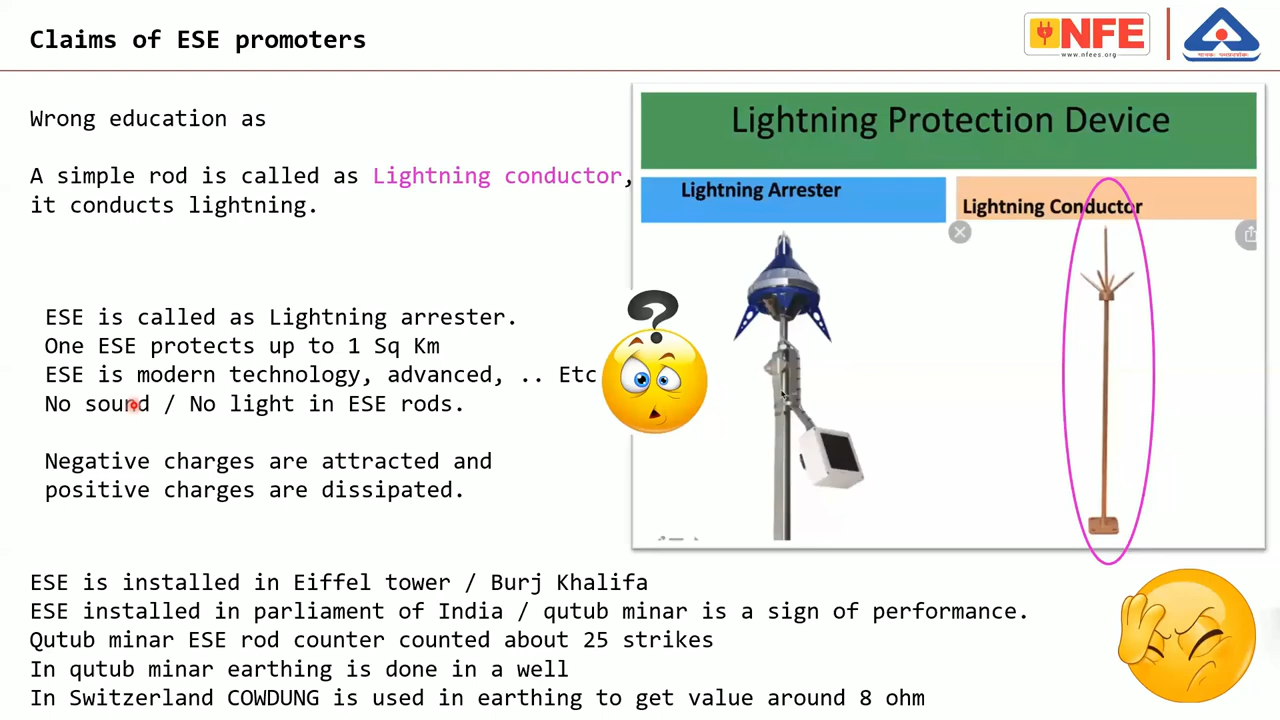 Claims of ESE promoters
NFE
www.nfees.org
Wrong education as
A simple rod is called as Lightning conductor,
it conducts lightning.
ESE is called as Lightning arrester.
One ESE protects up to 1 Sq Km
ESE is modern technology, advanced, .. Etc
No sound / No light in ESE rods.
Negative charges are attracted and
positive charges are dissipated.
Lightning Protection Device
Lightning Arrester
Lightning Conductor
ESE is installed in Eiffel tower / Burj Khalifa
ESE installed in parliament of India / qutub minar is a sign of performance.
Qutub minar ESE rod counter counted about 25 strikes
In qutub minar earthing is done in a well
In Switzerland COWDUNG is used in earthing to get value around 8 ohm